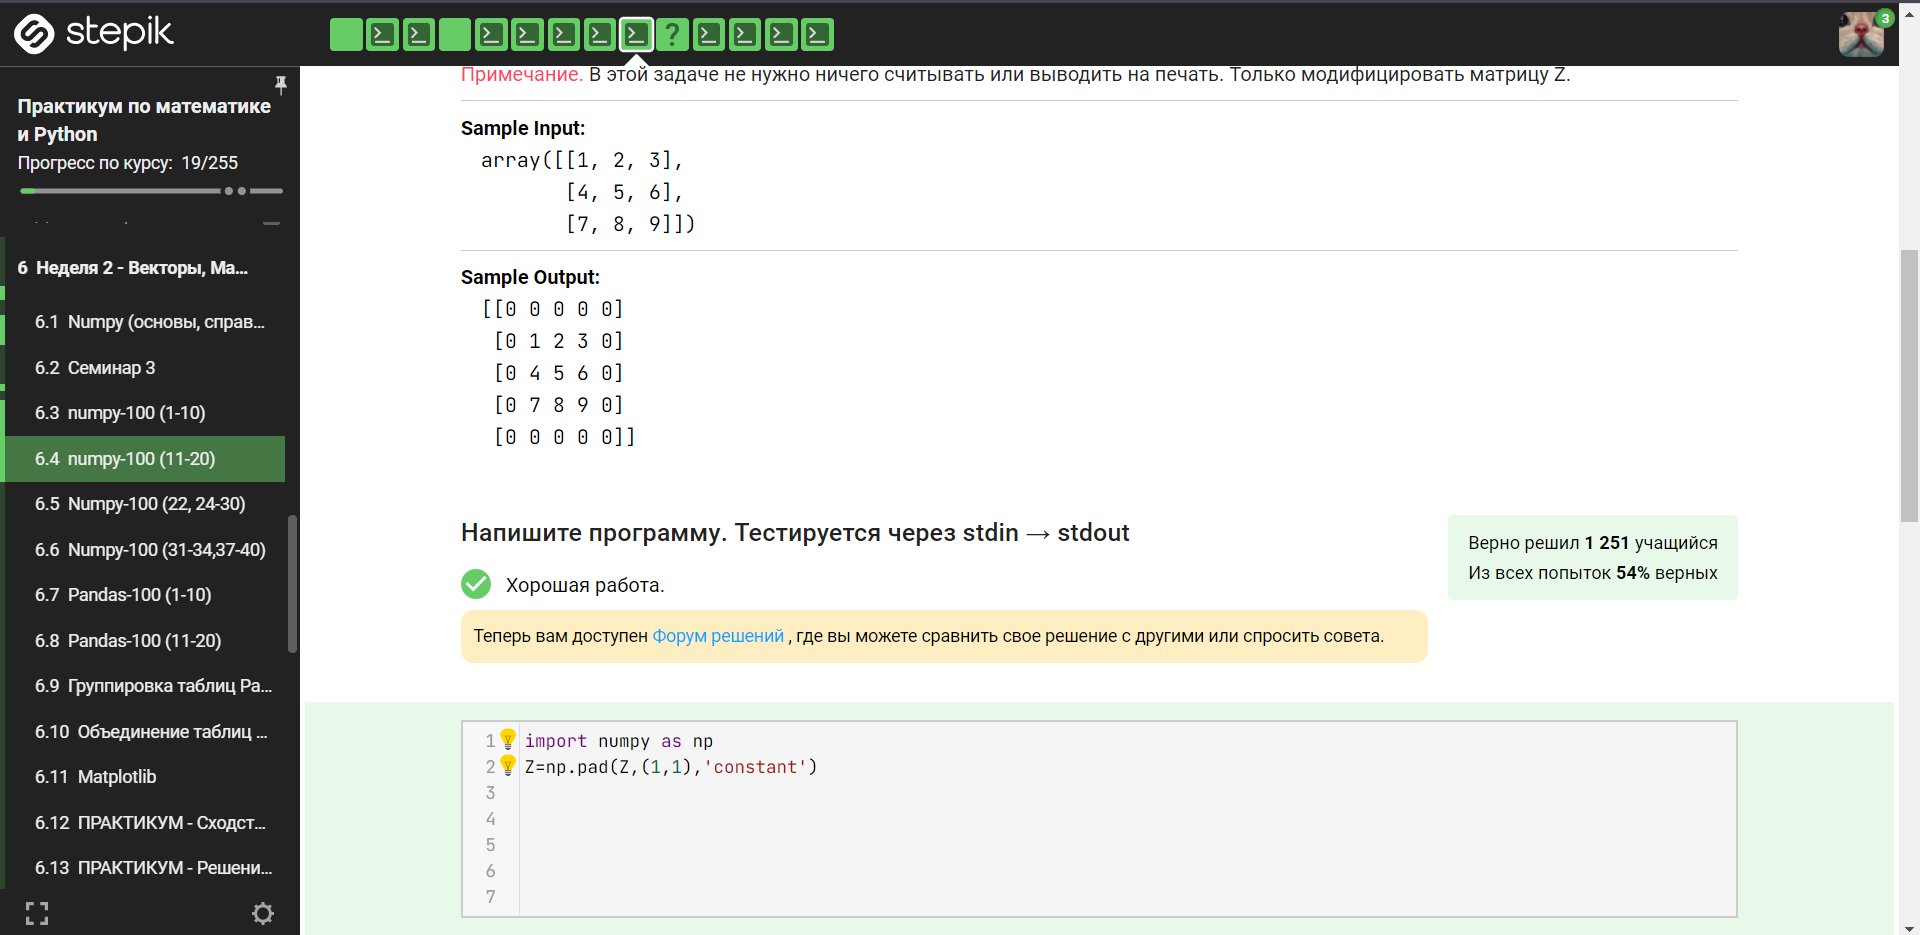 stepik
?
3
Практикум по математике
и Python
Прогресс по курсу: 19/255
6 Неделя 2 - Векторы, Ма...
6.1 Numpy (основы, справ...
6.2 Семинар 3
6.3 numpy-100 (1-10)
6.4 numpy-100 (11-20)
6.5 Numpy-100 (22, 24-30)
6.6 Numpy-100 (31-34,37-40)
6.7 Pandas-100 (1-10)
6.8 Pandas-100 (11-20)
6.9 Группировка таблиц Pa...
6.10 Объединение таблиц ...
6.11 Matplotlib
6.12 ПРАКТИКУМ - Сходст...
6.13 ПРАКТИКУМ - Решени...
Примечание. В этой задаче не нужно ничего считывать или выводить на печать. Только модифицировать матрицу Z.
Sample Input:
array([[1, 2, 3],
[4, 5, 6],
[7, 8, 9]])
Sample Output:
[[0 0 0 0 0]
[0 1 2 3 0]
[0 4 5 6 0]
[0 7 8 9 0]
[0 0 0 0 0]]
Напишите программу. Тестируется через stdin → stdout
Верно решил 1 251 учащийся
Из всех попыток 54% верных
Хорошая работа.
Теперь вам доступен Форум решений , где вы можете сравнить свое решение с другими или спросить совета.
1 import numpy as np
2 Z=np.pad(Z,(1,1),'constant')
3
4
5
6
7